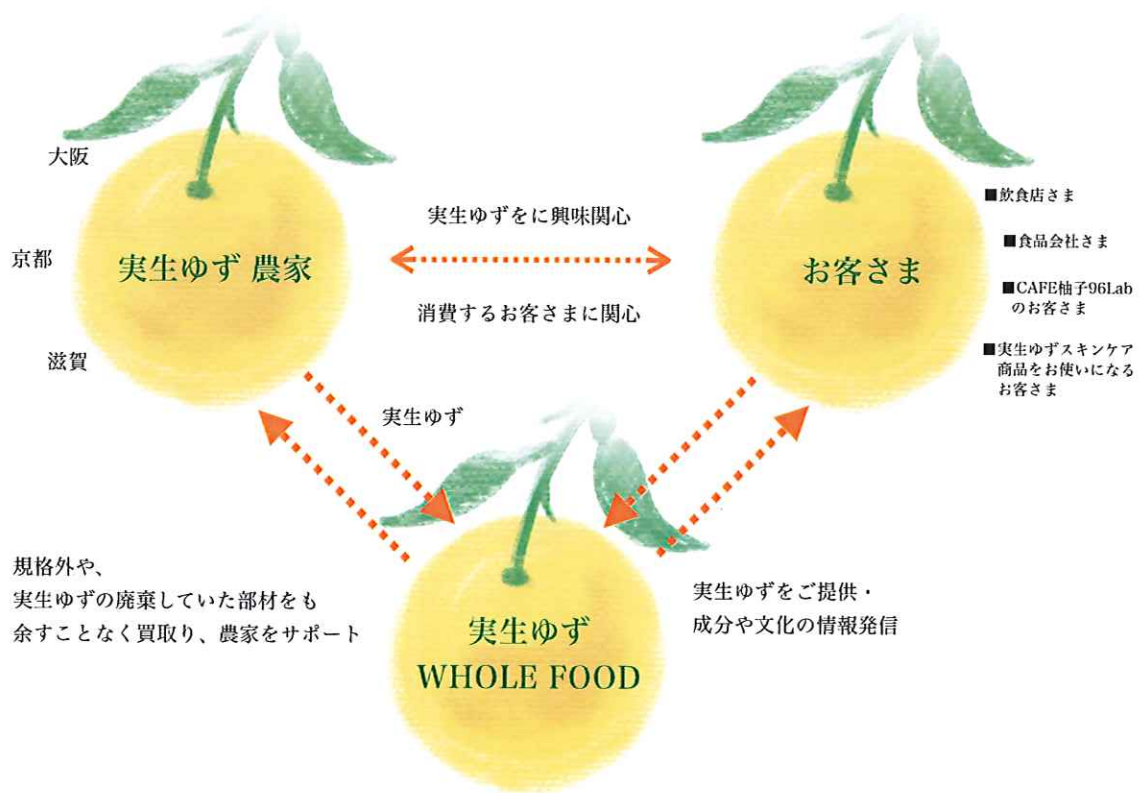 大阪
京都
滋賀
実生ゆず 農家
実生ゆずをに興味関心
消費するお客さまに関心
お客さま
■飲食店さま
■食品会社さま
■CAFE柚子96Lab
のお客さま
■実生ゆずスキンケア
商品をお使いになる
お客さま
実生ゆず
規格外や、
実生ゆずの廃棄していた部材をも
余すことなく買取り、農家をサポート
実生ゆず
WHOLE FOOD
実生ゆずをご提供・
成分や文化の情報発信